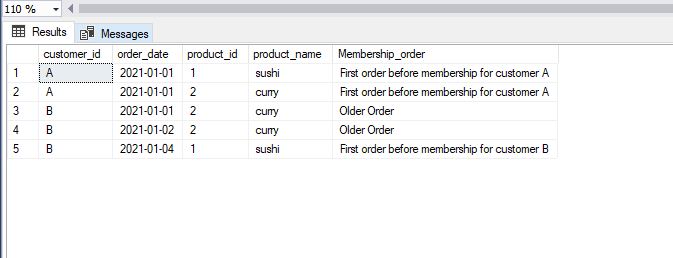 110 %
Results Messages
customer_id order_date product_id product_name Membership_order
1 A 2021-01-01 1 sushi First order before membership for customer A
2 A 2021-01-01 2 curry First order before membership for customer A
3 B 2021-01-01 2 curry Older Order
4 B 2021-01-02 2 curry Older Order
5 B 2021-01-04 1 sushi First order before membership for customer B